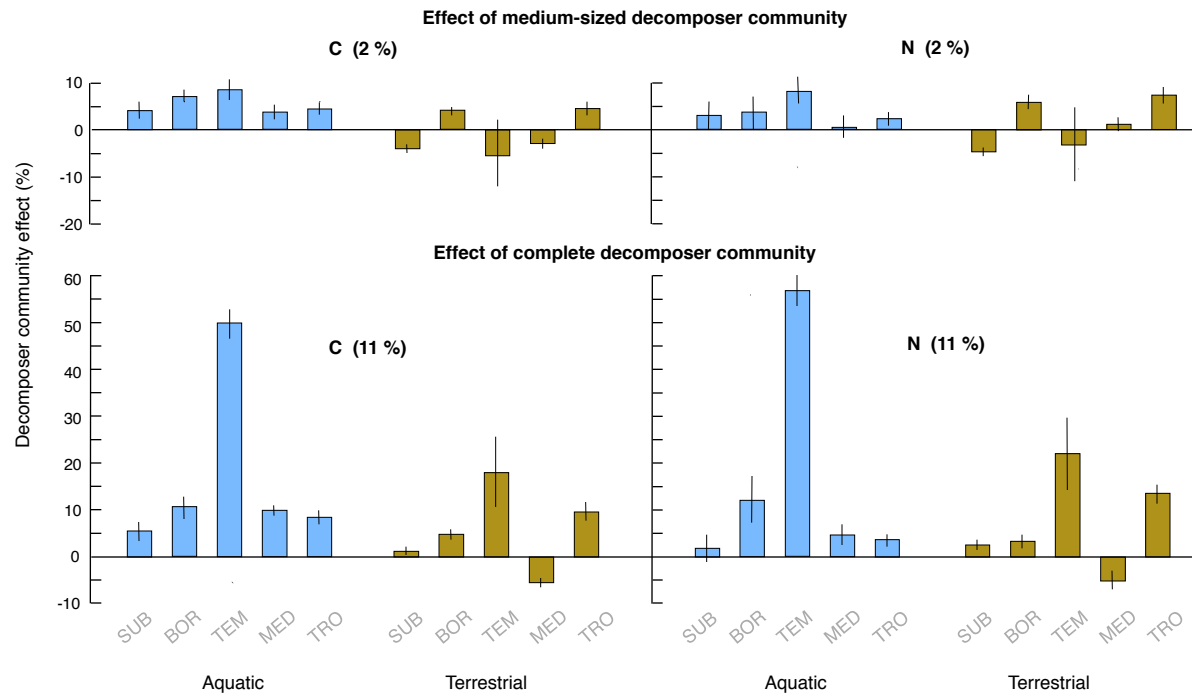 Effect of medium-sized decomposer community
C (2 %)
N (2 %)
10
0
-10
-20
Decomposer community effect (%)
Effect of complete decomposer community
60
50
40
30
20
10
0
-10
C (11 %)
N (11 %)
SUB BOR TEM MED TRO SUB BOR TEM MED TRO SUB BOR TEM MED TRO SUB BOR TEM MED TRO
Aquatic Terrestrial Aquatic Terrestrial